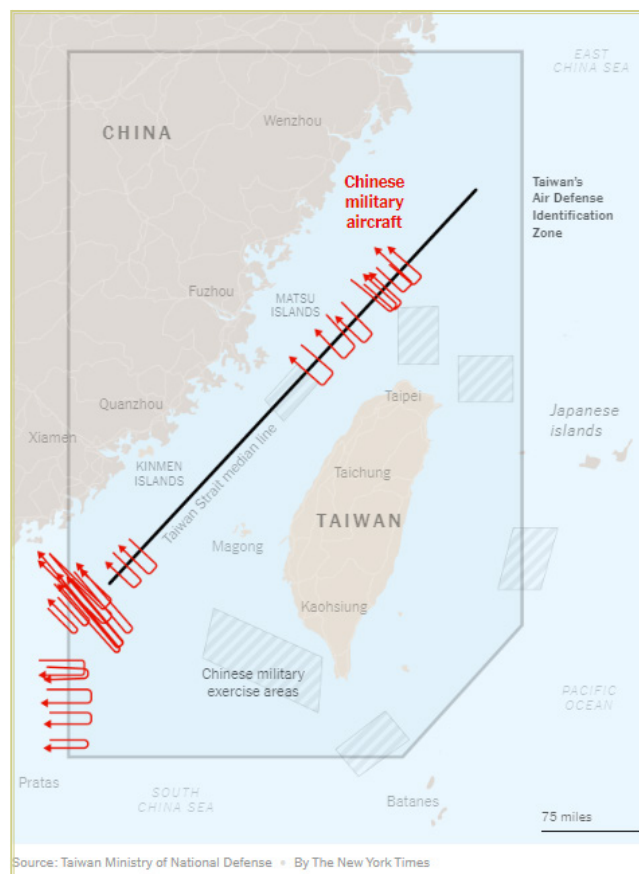 EAST
CHINA SEA
CHINA
Wenzhou
Chinese
military
aircraft
Taiwan's
Air Defense
Identification
Zone
Fuzhou
MATSU
ISLANDS
Taipei
Quanzhou
Japanese
islands
Xiamen
KINMEN
ISLANDS
Taiwan Strait median line
Taichung
TAIWAN
Magong
Kaohsiung
Chinese military
exercise areas
PACIFIC
OCEAN
Pratas
SOUTH
CHINA SEA
Batanes
75 miles
Source: Taiwan Ministry of National Defense • By The New York Times